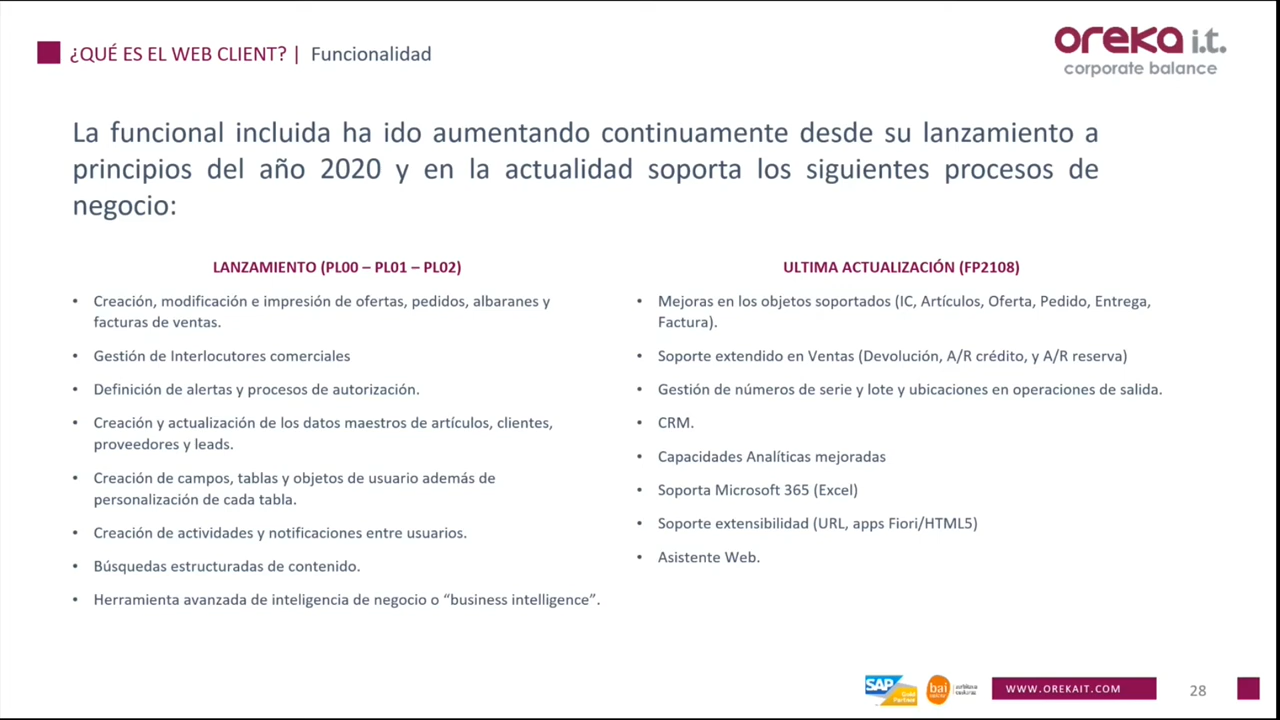 ¿QUÉ ES EL WEB CLIENT? | Funcionalidad
oreka i.t.
corporate balance
La funcional incluida ha ido aumentando continuamente desde su lanzamiento a
principios del año 2020 y en la actualidad soporta los siguientes procesos de
negocio:
LANZAMIENTO (PL00 – PL01 – PL02)
• Creación, modificación e impresión de ofertas, pedidos, albaranes y
facturas de ventas.
• Gestión de Interlocutores comerciales
• Definición de alertas y procesos de autorización.
• Creación y actualización de los datos maestros de artículos, clientes,
proveedores y leads.
• Creación de campos, tablas y objetos de usuario además de
personalización de cada tabla.
• Creación de actividades y notificaciones entre usuarios.
• Búsquedas estructuradas de contenido.
• Herramienta avanzada de inteligencia de negocio o “business intelligence”.
ULTIMA ACTUALIZACIÓN (FP2108)
• Mejoras en los objetos soportados (IC, Artículos, Oferta, Pedido, Entrega,
Factura).
• Soporte extendido en Ventas (Devolución, A/R crédito, y A/R reserva)
• Gestión de números de serie y lote y ubicaciones en operaciones de salida.
• CRM.
• Capacidades Analíticas mejoradas
• Soporta Microsoft 365 (Excel)
• Soporte extensibilidad (URL, apps Fiori/HTML5)
• Asistente Web.
SAP
Gold
Partner
bai
WWW.OREKAIT.COM
28